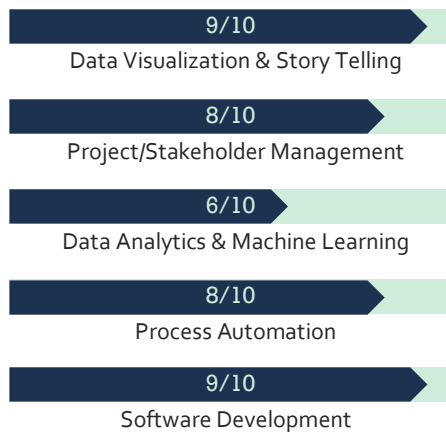 9/10
Data Visualization & Story Telling
8/10
Project/Stakeholder Management
6/10
Data Analytics & Machine Learning
8/10
Process Automation
9/10
Software Development